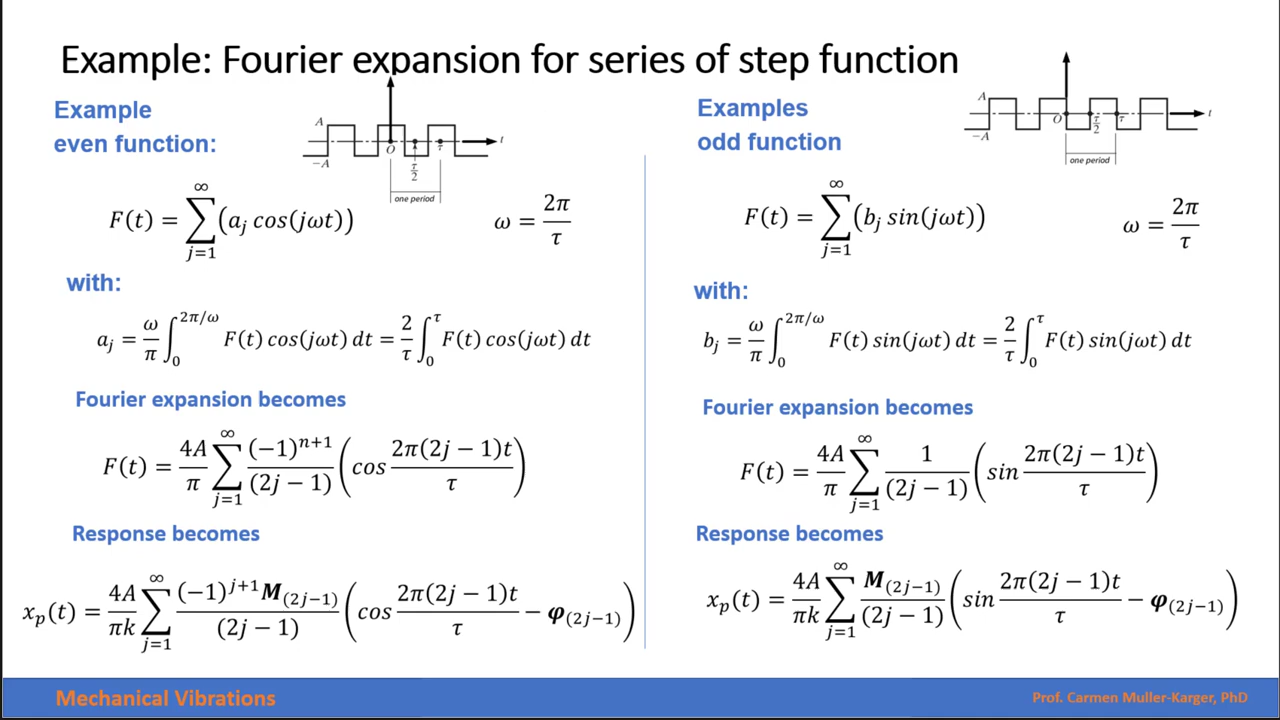 Example: Fourier expansion for series of step function
Example
even function:
A
−A
O
t
τ/2
τ
one period
F(t) = ∑_{j=1}^{∞} (a_j cos(jωt))
ω = 2π/τ
with:
a_j = ω/π ∫_0^{2π/ω} F(t) cos(jωt) dt = 2/τ ∫_0^τ F(t) cos(jωt) dt
Fourier expansion becomes
F(t) = 4A/π ∑_{j=1}^{∞} (−1)^{n+1}/(2j − 1) (cos 2π(2j − 1)t/τ)
Response becomes
x_p(t) = 4A/πk ∑_{j=1}^{∞} (−1)^{j+1} M_{(2j−1)}/(2j − 1) (cos 2π(2j − 1)t/τ − φ_{(2j−1)})
Examples
odd function
A
−A
O
t
τ/2
τ
one period
F(t) = ∑_{j=1}^{∞} (b_j sin(jωt))
ω = 2π/τ
with:
b_j = ω/π ∫_0^{2π/ω} F(t) sin(jωt) dt = 2/τ ∫_0^τ F(t) sin(jωt) dt
Fourier expansion becomes
F(t) = 4A/π ∑_{j=1}^{∞} 1/(2j − 1) (sin 2π(2j − 1)t/τ)
Response becomes
x_p(t) = 4A/πk ∑_{j=1}^{∞} M_{(2j−1)}/(2j − 1) (sin 2π(2j − 1)t/τ − φ_{(2j−1)})
Mechanical Vibrations
Prof. Carmen Muller-Karger, PhD